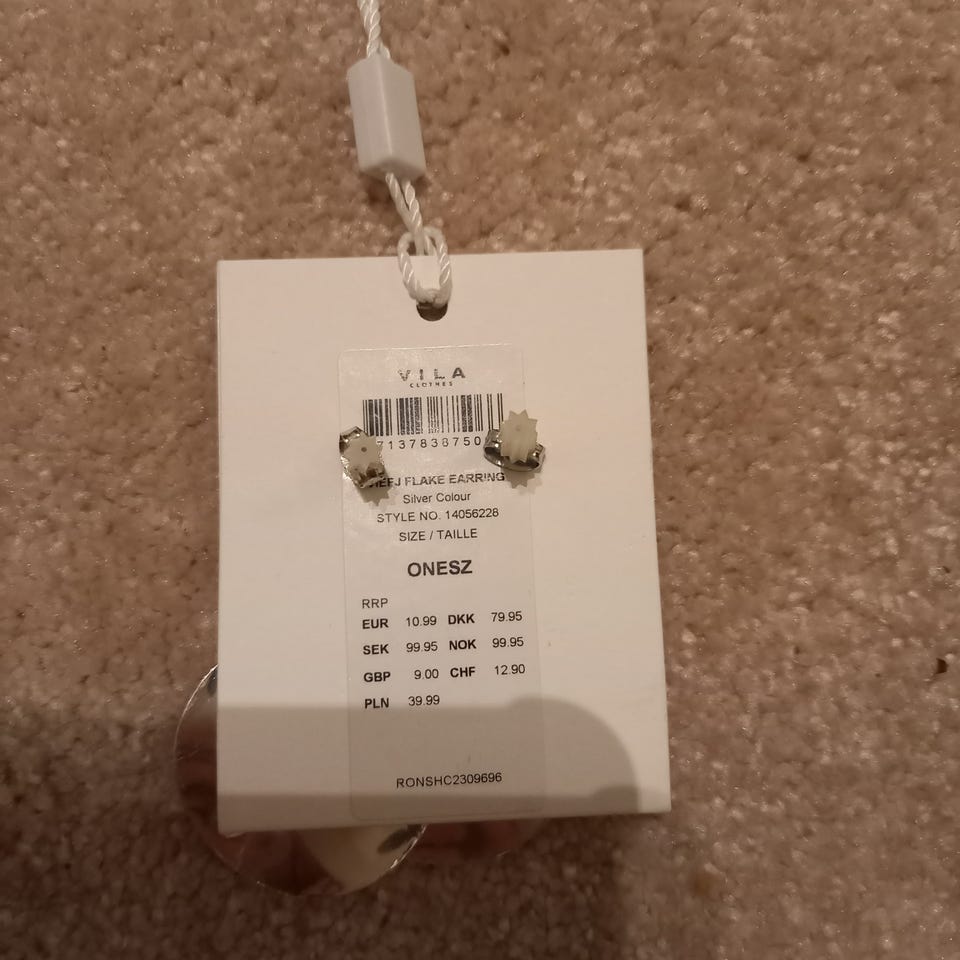 VILA
CLOTHES
7137838750
FLAKE EARRING
Silver Colour
STYLE NO. 14056228
SIZE / TAILLE
ONESZ
RRP
EUR 10.99 DKK 79.95
SEK 99.95 NOK 99.95
GBP 9.00 CHF 12.90
PLN 39.99
RONSHC2309696